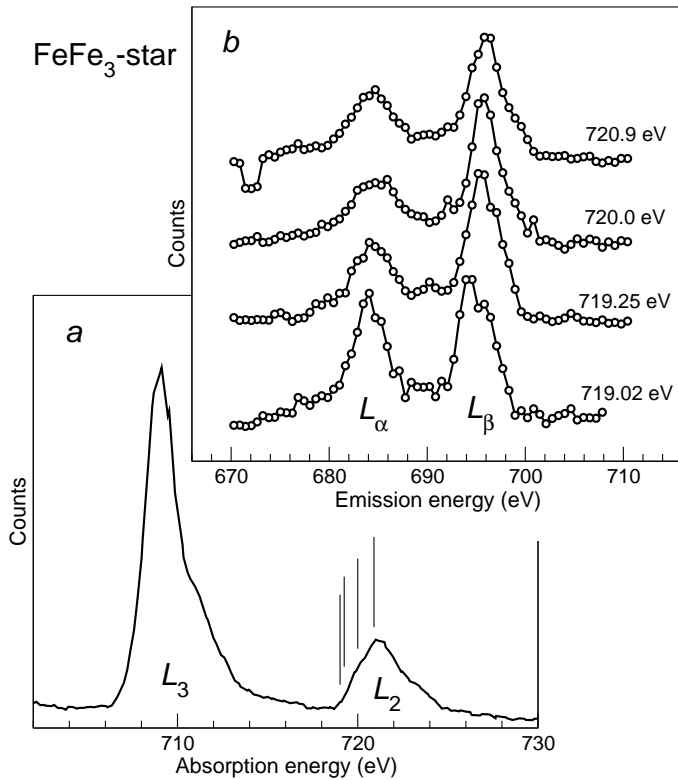 FeFe₃-star
b
720.9 eV
720.0 eV
719.25 eV
719.02 eV
Counts
Lα
Lβ
670 680 690 700 710
Emission energy (eV)
a
Counts
L₃
L₂
710 720 730
Absorption energy (eV)